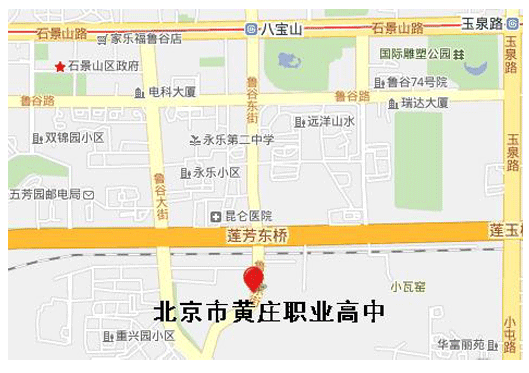 石景山路
八宝山
玉泉路
石景山路
家乐福鲁谷店
国际雕塑公园
石景山区政府
鲁谷74号院
电科大厦
鲁谷东街
鲁谷路
鲁谷路
瑞达大厦
远洋山水
玉泉路
双锦园小区
永乐第二中学
永乐小区
鲁谷大街
五芳园邮电局
昆仑医院
莲芳东桥
莲玉桥
小瓦窑
北京市黄庄职业高中
小屯路
重兴园小区
华富丽苑